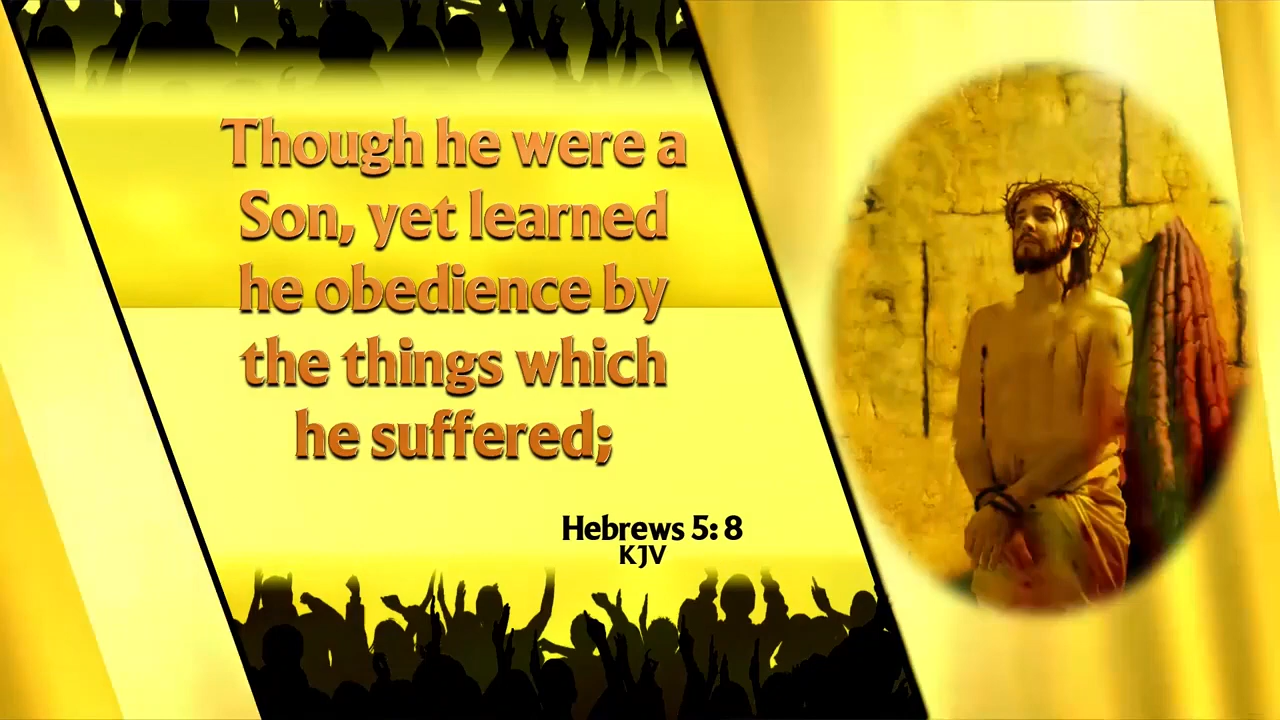 Though he were a
Son, yet learned
he obedience by
the things which
he suffered;
Hebrews 5: 8
KJV